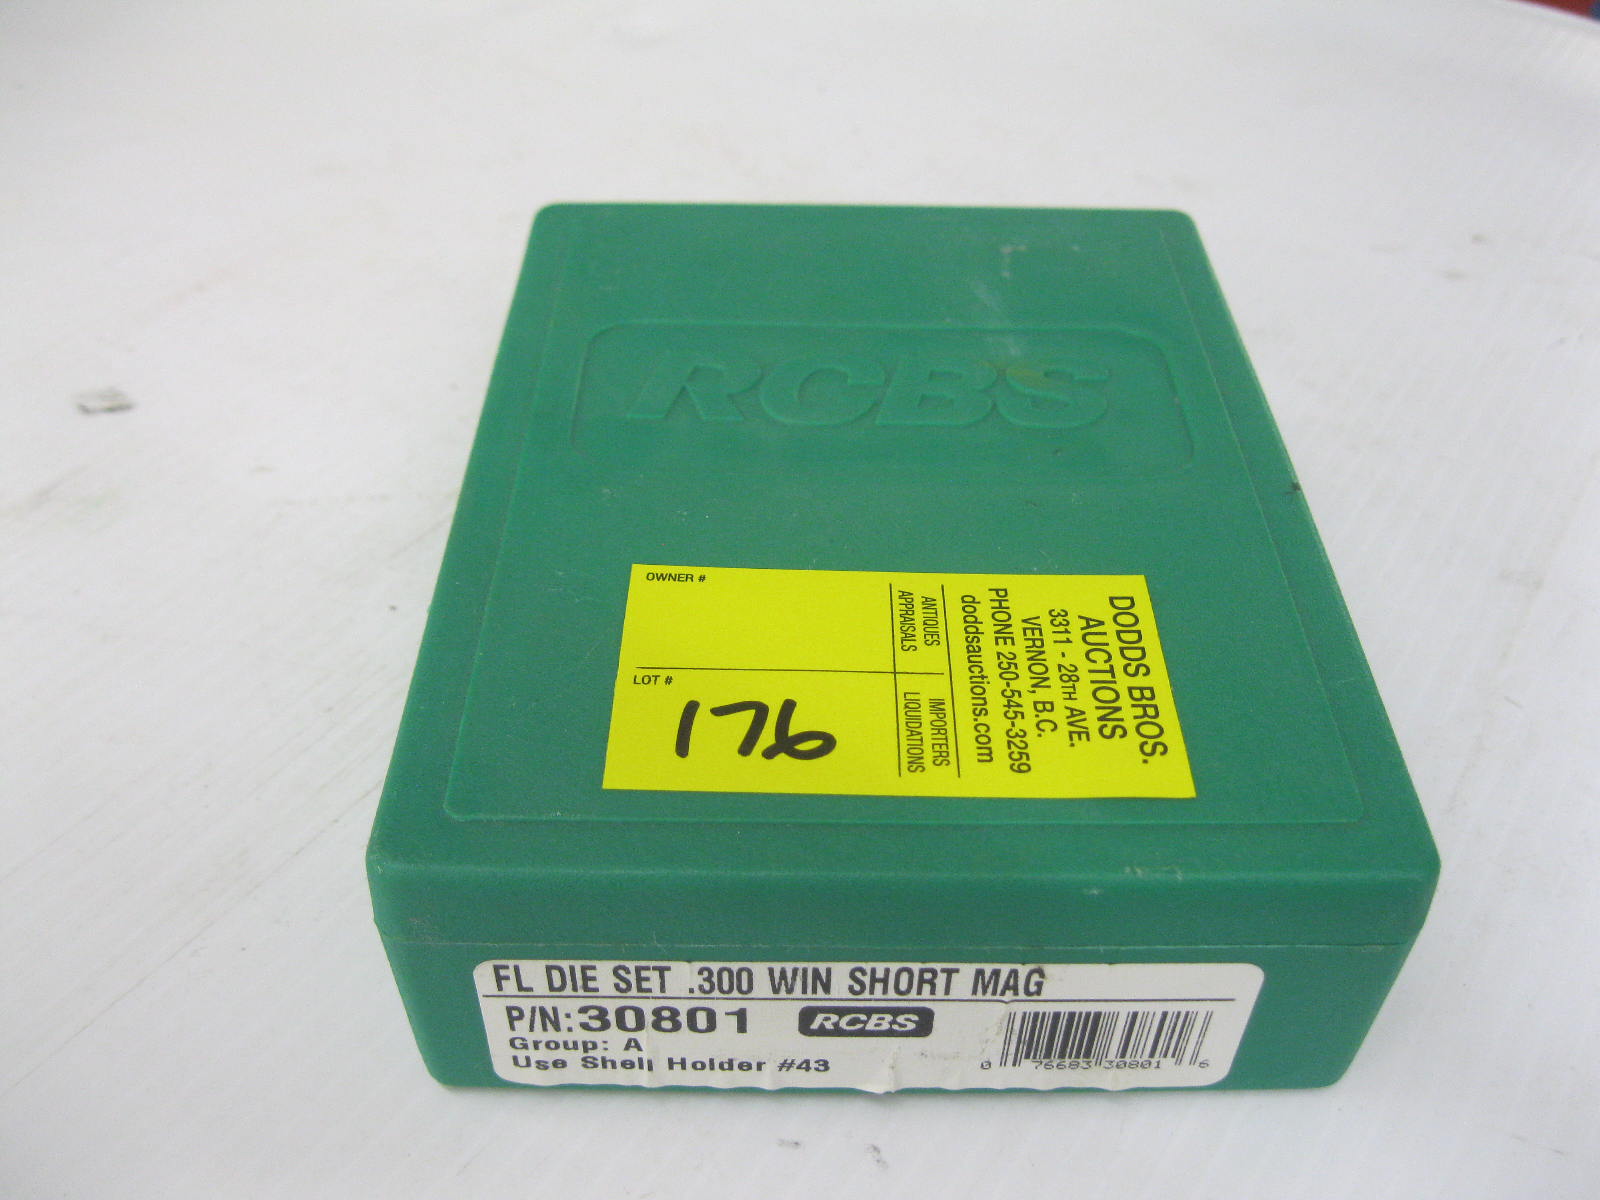 RCBS
OWNER #
LOT #
176
ANTIQUES
APPRAISALS
IMPORTERS
LIQUIDATIONS
DODDS BROS.
AUCTIONS
3311 - 28TH AVE.
VERNON, B.C.
PHONE 250-545-3259
doddsauctions.com
FL DIE SET .300 WIN SHORT MAG
P/N:30801 RCBS
Group: A
Use Shell Holder #43
0 76683 30801 6